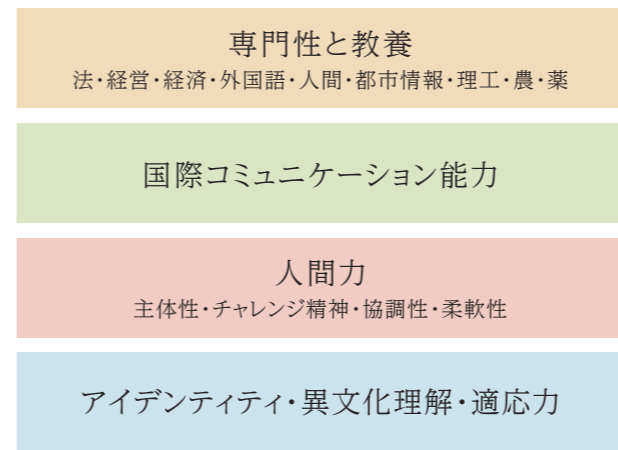 専門性と教養
法・経営・経済・外国語・人間・都市情報・理工・農・薬
国際コミュニケーション能力
人間力
主体性・チャレンジ精神・協調性・柔軟性
アイデンティティ・異文化理解・適応力